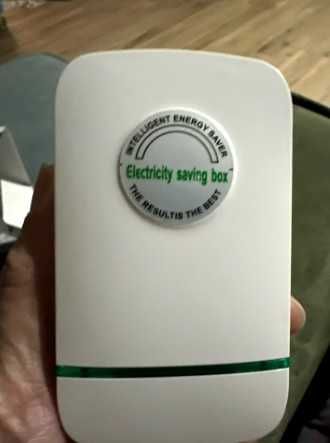 INTELLIGENT ENERGY SAVER
Electricity saving box
THE RESULTIS THE BEST